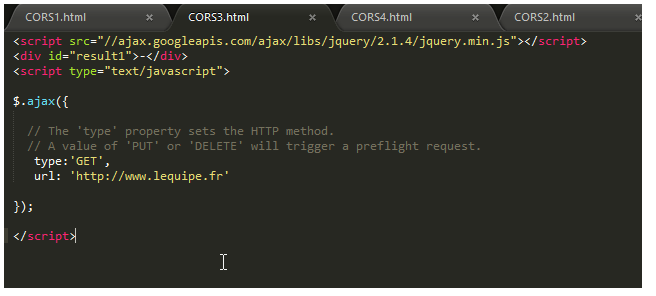 CORS1.html × CORS3.html × CORS4.html × CORS2.html ×
<script src="//ajax.googleapis.com/ajax/libs/jquery/2.1.4/jquery.min.js"></script>
<div id="result1">-</div>
<script type="text/javascript">
$.ajax({
// The 'type' property sets the HTTP method.
// A value of 'PUT' or 'DELETE' will trigger a preflight request.
type:'GET',
url: 'http://www.lequipe.fr'
});
</script>